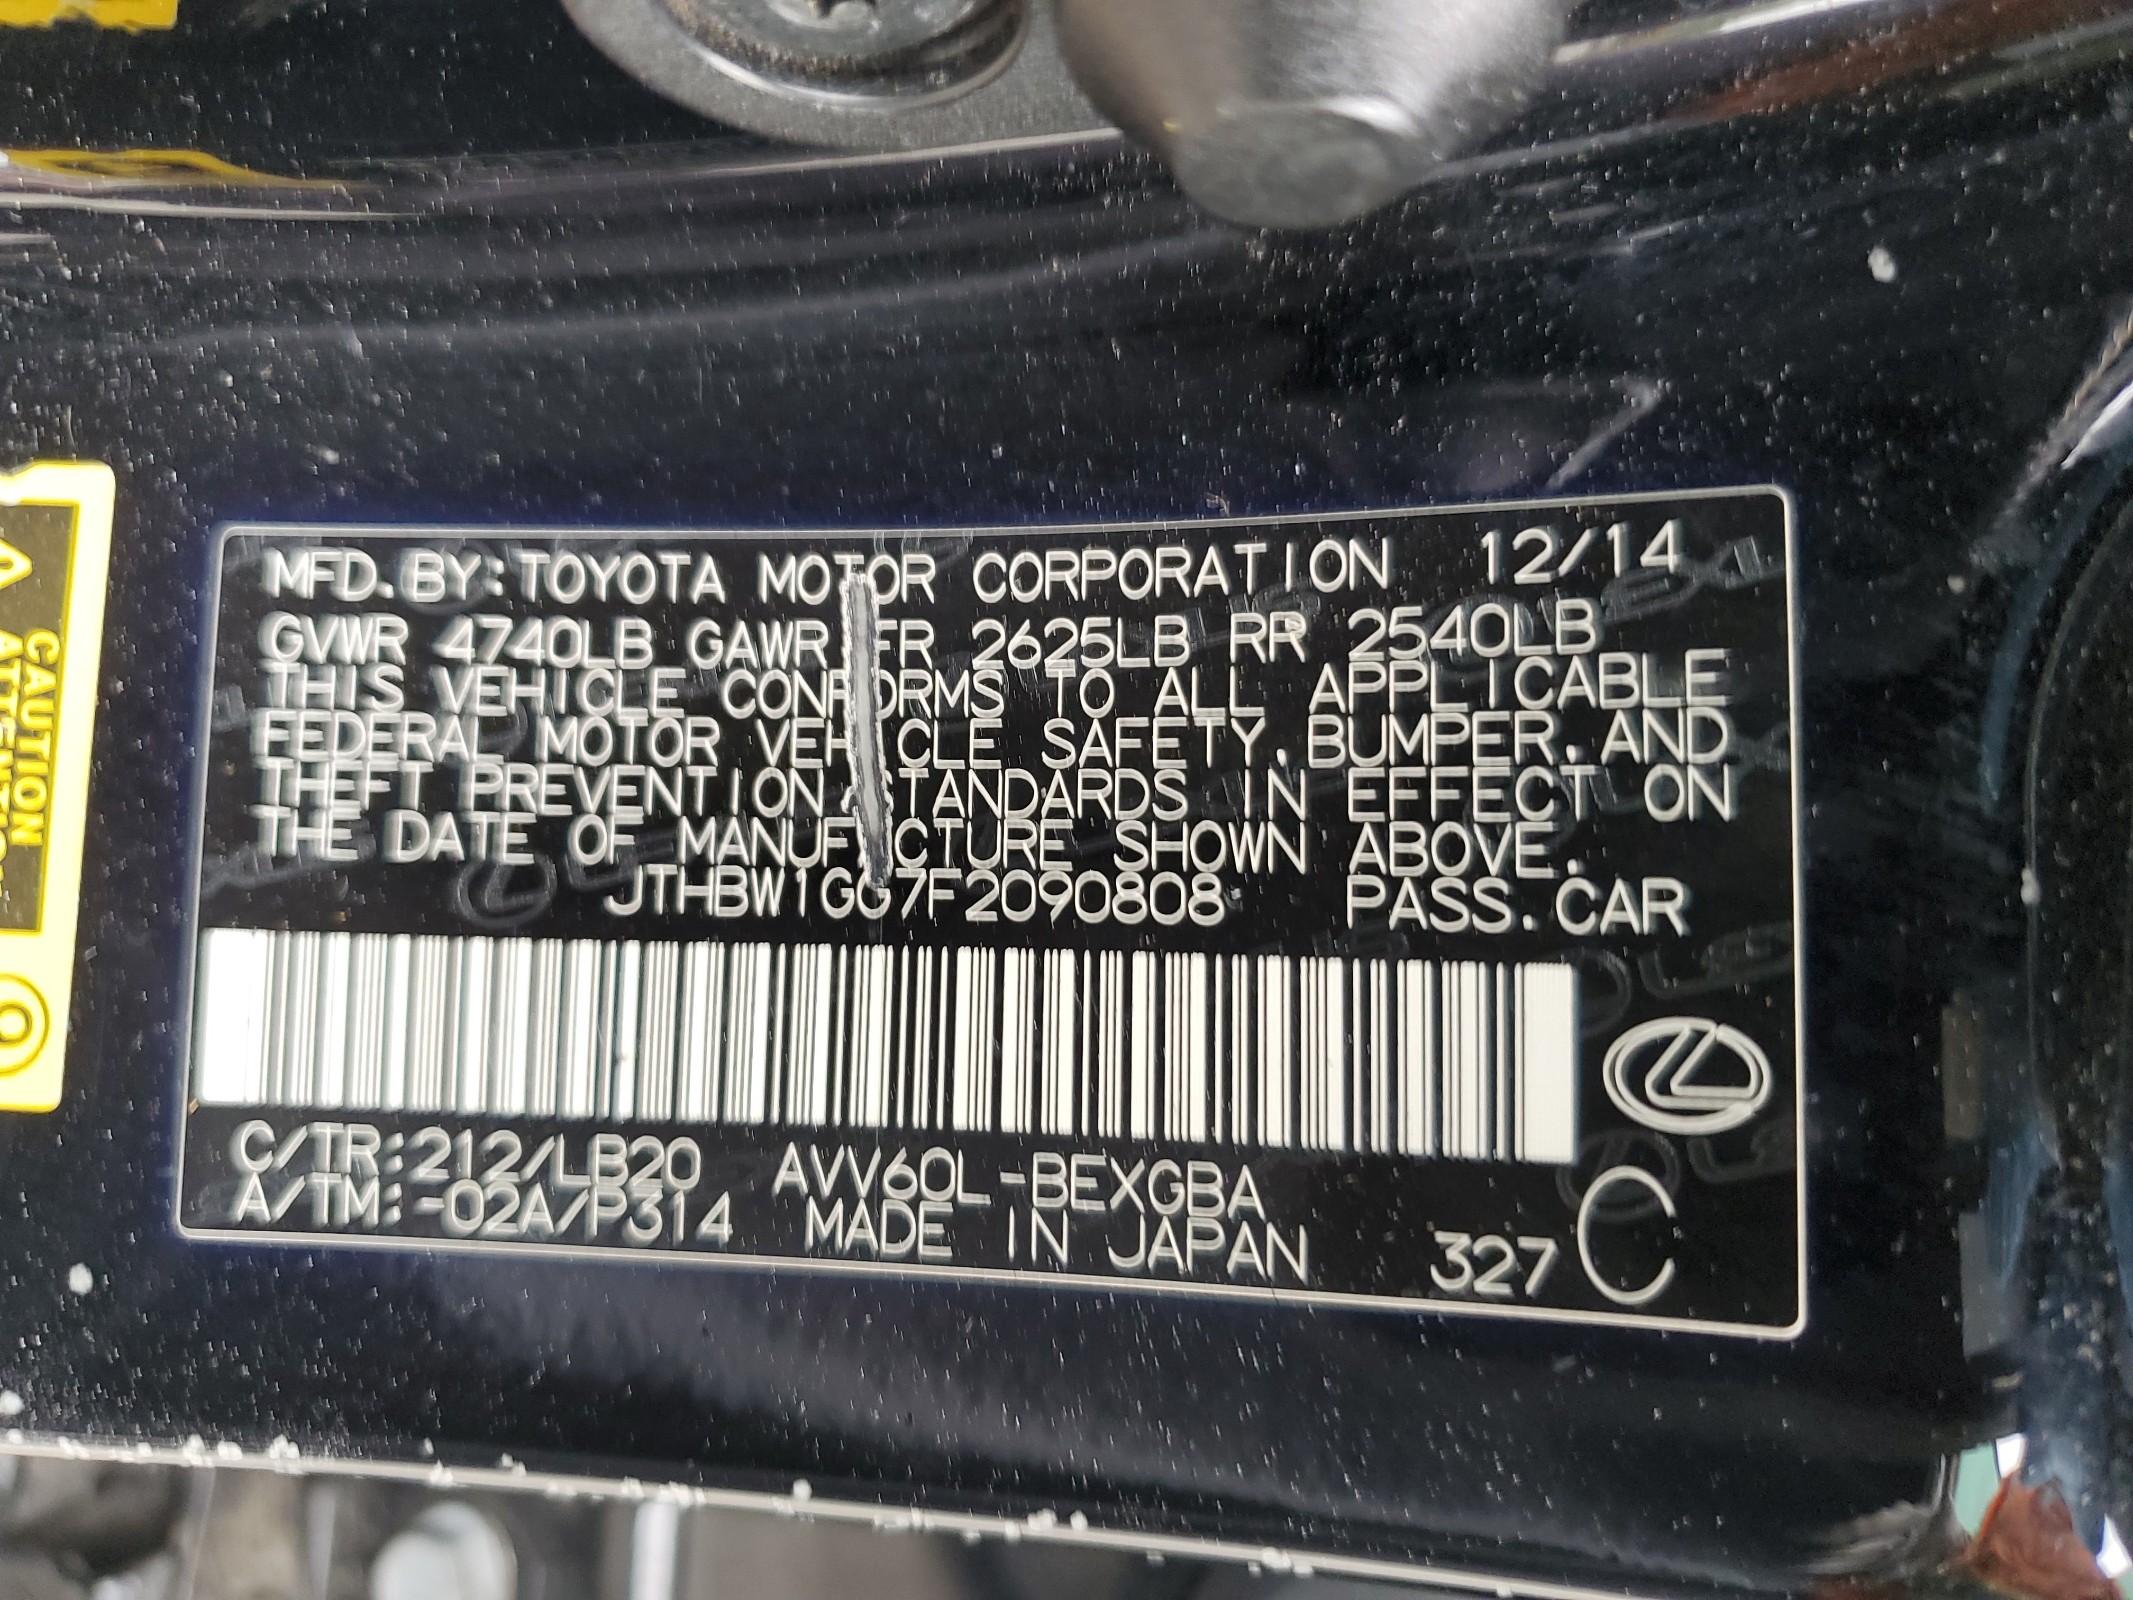 MFD.BY:TOYOTA MOTOR CORPORATION 12/14
GVWR 4740LB GAWR FR 2625LB RR 2540LB
THIS VEHICLE CONFORMS TO ALL APPLICABLE
FEDERAL MOTOR VEHICLE SAFETY,BUMPER,AND
THEFT PREVENTION STANDARDS IN EFFECT ON
THE DATE OF MANUFACTURE SHOWN ABOVE.
JTHBW1GG7F2090808 PASS.CAR
C/TR:212/LB20 AVV60L-BEXGBA
A/TM:-02A/P314 MADE IN JAPAN 327 C
CAUTION